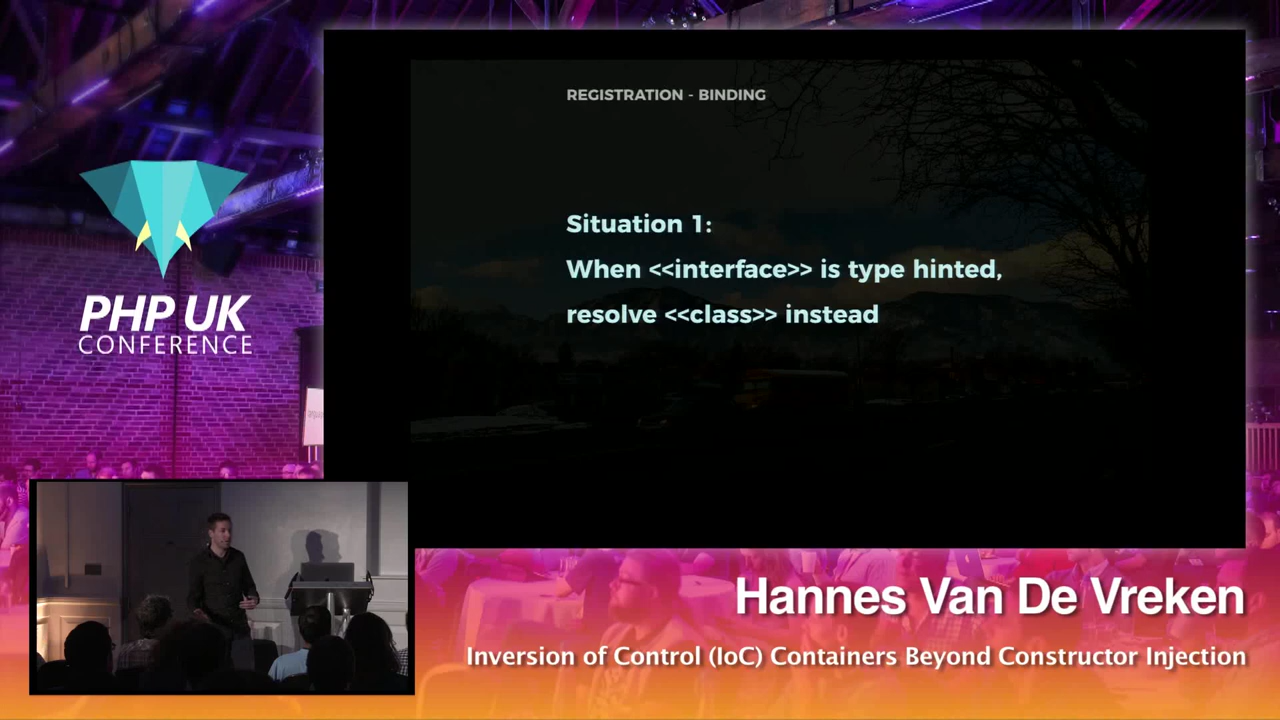 REGISTRATION - BINDING
Situation 1:
When <<interface>> is type hinted,
resolve <<class>> instead
PHP UK
CONFERENCE
Hannes Van De Vreken
Inversion of Control (IoC) Containers Beyond Constructor Injection